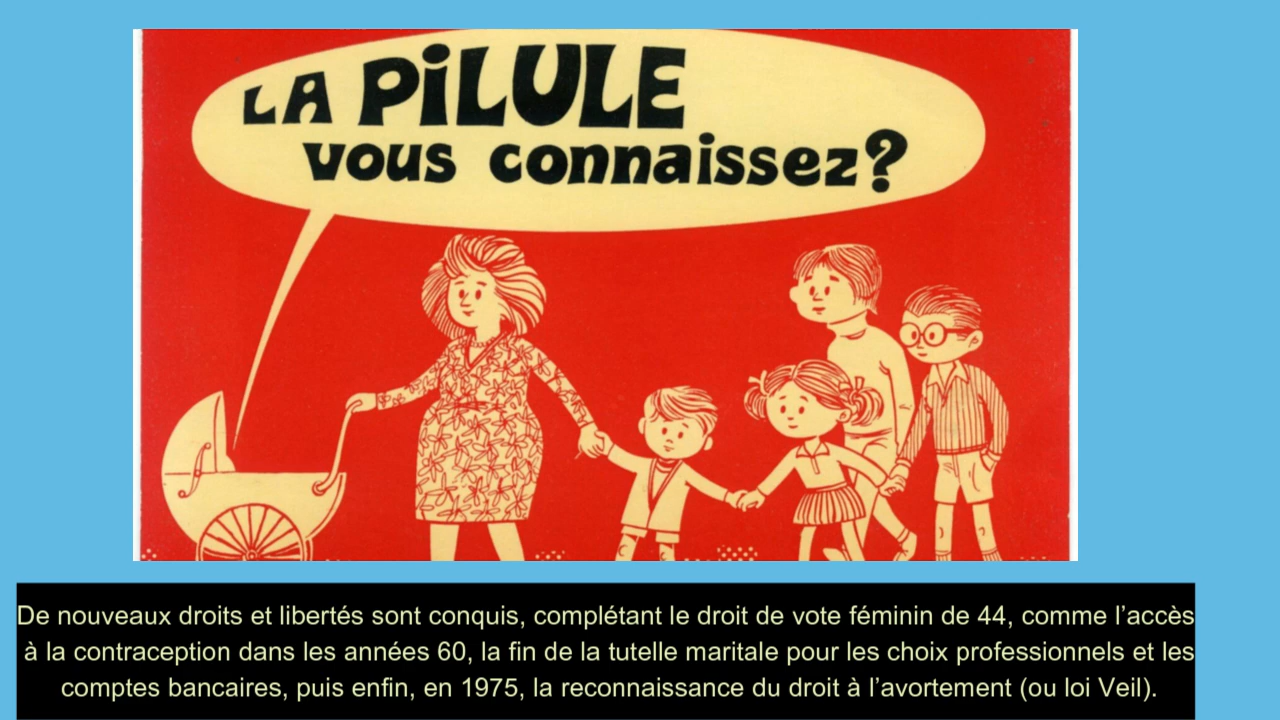 LA PiLULE
vous connaissez?
De nouveaux droits et libertés sont conquis, complétant le droit de vote féminin de 44, comme l’accès
à la contraception dans les années 60, la fin de la tutelle maritale pour les choix professionnels et les
comptes bancaires, puis enfin, en 1975, la reconnaissance du droit à l’avortement (ou loi Veil).